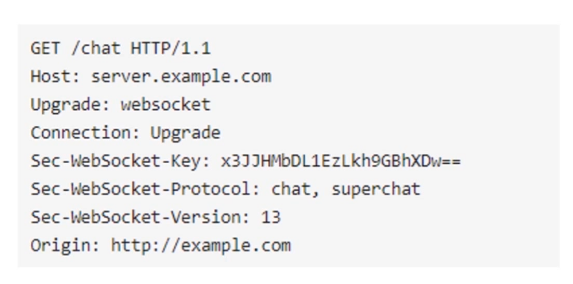 GET /chat HTTP/1.1
Host: server.example.com
Upgrade: websocket
Connection: Upgrade
Sec-WebSocket-Key: x3JJHMbDL1EzLkh9GBhXDw==
Sec-WebSocket-Protocol: chat, superchat
Sec-WebSocket-Version: 13
Origin: http://example.com